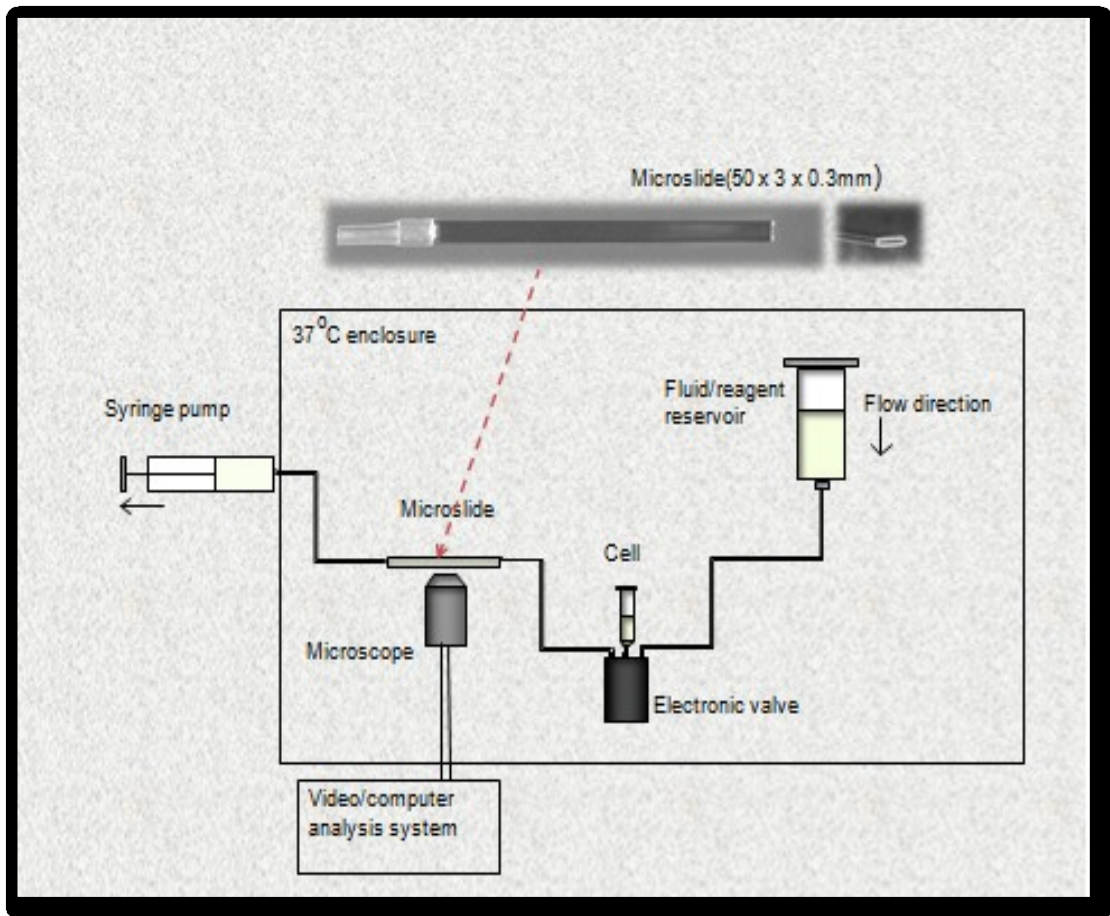 Microslide(50 x 3 x 0.3mm)
37°C enclosure
Syringe pump
Fluid/reagent
reservoir
Flow direction
Microslide
Cell
Microscope
Electronic valve
Video/computer
analysis system